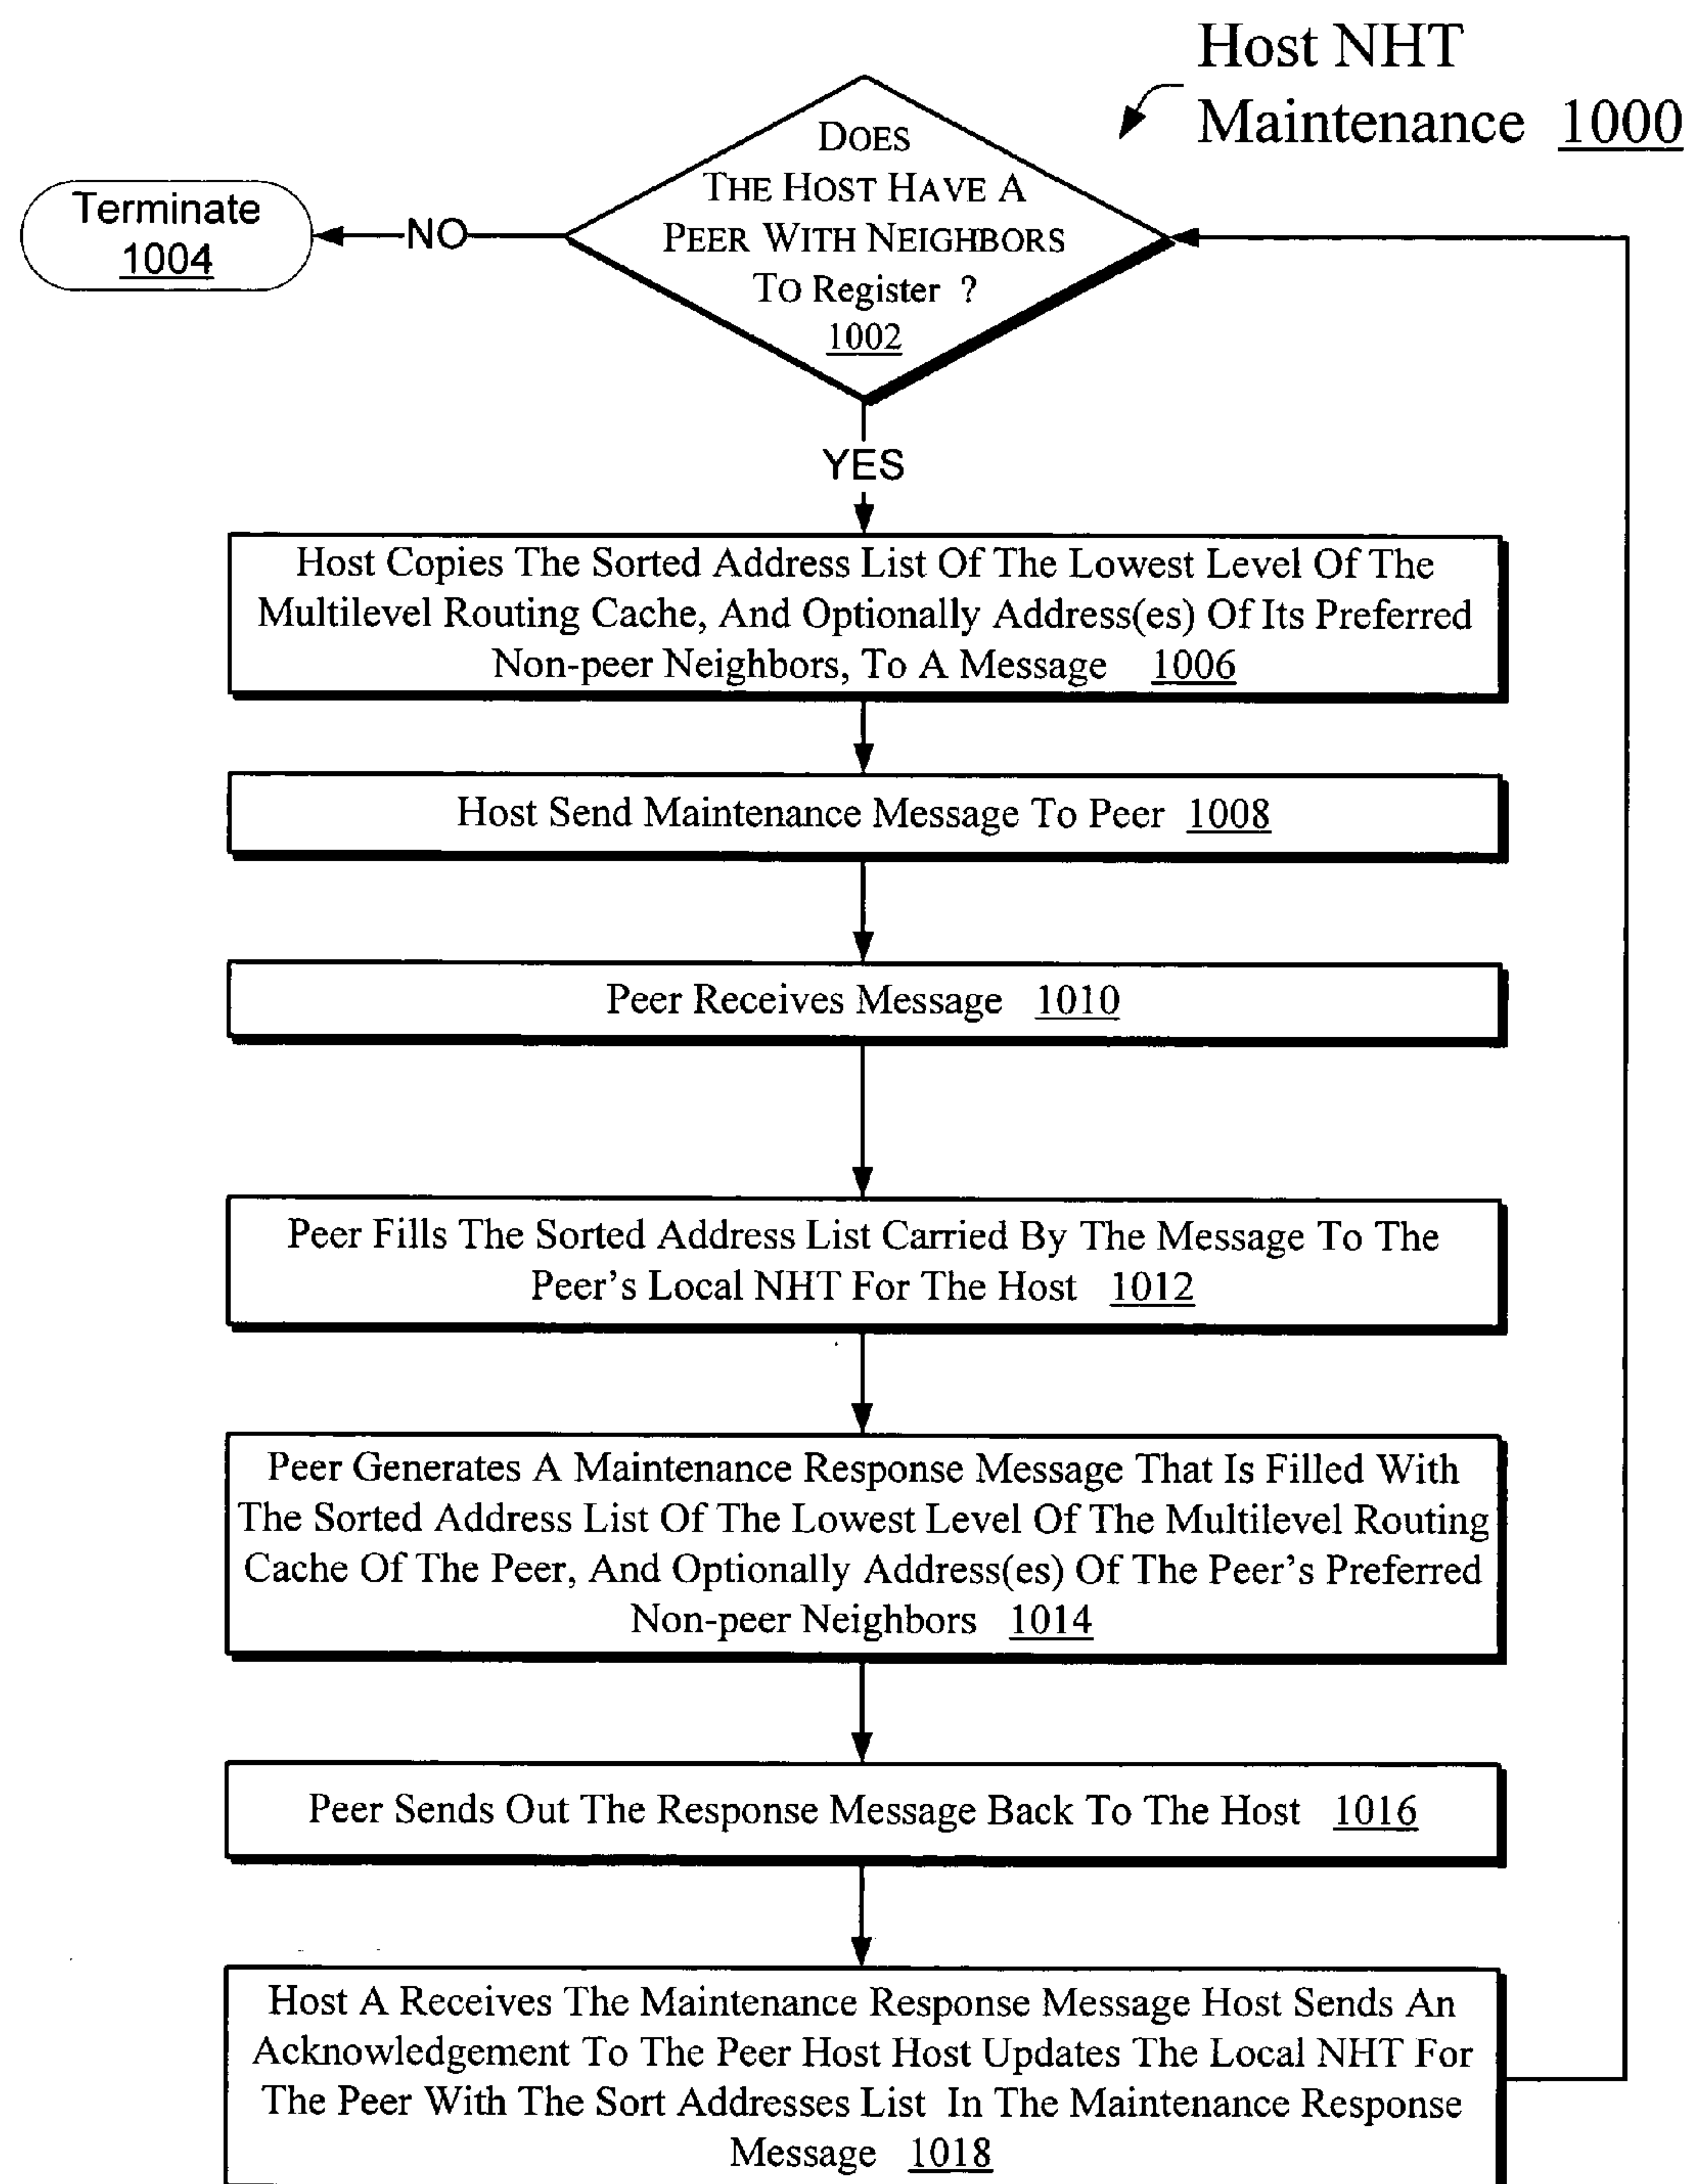 Host NHT
Maintenance 1000
DOES
THE HOST HAVE A
PEER WITH NEIGHBORS
TO Register ?
1002
Terminate
1004
NO
YES
Host Copies The Sorted Address List Of The Lowest Level Of The
Multilevel Routing Cache, And Optionally Address(es) Of Its Preferred
Non-peer Neighbors, To A Message 1006
Host Send Maintenance Message To Peer 1008
Peer Receives Message 1010
Peer Fills The Sorted Address List Carried By The Message To The
Peer's Local NHT For The Host 1012
Peer Generates A Maintenance Response Message That Is Filled With
The Sorted Address List Of The Lowest Level Of The Multilevel Routing
Cache Of The Peer, And Optionally Address(es) Of The Peer's Preferred
Non-peer Neighbors 1014
Peer Sends Out The Response Message Back To The Host 1016
Host A Receives The Maintenance Response Message Host Sends An
Acknowledgement To The Peer Host Host Updates The Local NHT For
The Peer With The Sort Addresses List In The Maintenance Response
Message 1018